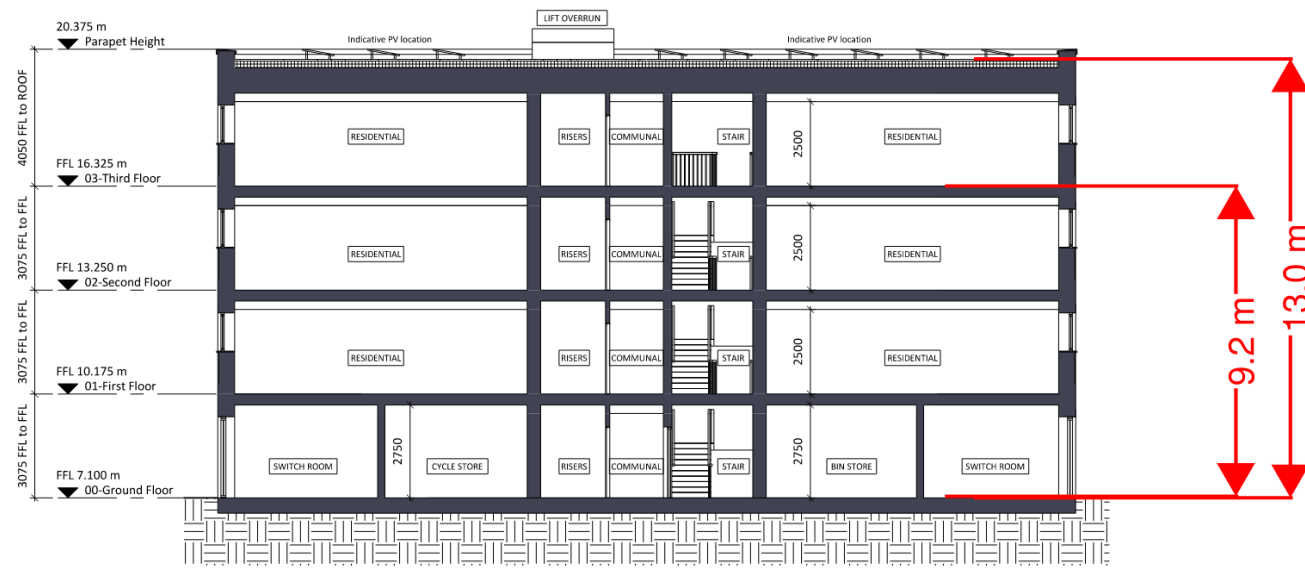 LIFT OVERRUN
20.375 m
Parapet Height
Indicative PV location
Indicative PV location
4050 FFL to ROOF
RESIDENTIAL
RISERS
COMMUNAL
STAIR
2500
RESIDENTIAL
FFL 16.325 m
03-Third Floor
3075 FFL to FFL
RESIDENTIAL
RISERS
COMMUNAL
STAIR
2500
RESIDENTIAL
FFL 13.250 m
02-Second Floor
3075 FFL to FFL
RESIDENTIAL
RISERS
COMMUNAL
STAIR
2500
RESIDENTIAL
FFL 10.175 m
01-First Floor
3075 FFL to FFL
SWITCH ROOM
2750
CYCLE STORE
RISERS
COMMUNAL
STAIR
2750
BIN STORE
SWITCH ROOM
FFL 7.100 m
00-Ground Floor
9.2 m
13.0 m